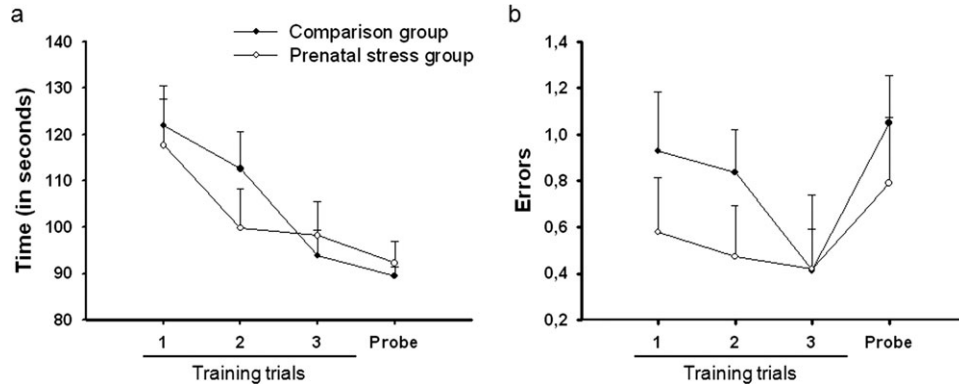 a
Comparison group
Prenatal stress group
Time (in seconds)
140
130
120
110
100
90
80
1 2 3 Probe
Training trials
b
Errors
1,4
1,2
1,0
0,8
0,6
0,4
0,2
1 2 3 Probe
Training trials